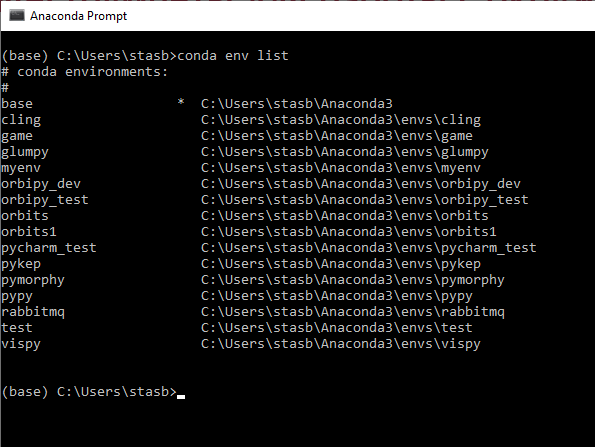 Anaconda Prompt
(base) C:\Users\stasb>conda env list
# conda environments:
#
base                  *  C:\Users\stasb\Anaconda3
cling                    C:\Users\stasb\Anaconda3\envs\cling
game                     C:\Users\stasb\Anaconda3\envs\game
glumpy                   C:\Users\stasb\Anaconda3\envs\glumpy
myenv                    C:\Users\stasb\Anaconda3\envs\myenv
orbipy_dev               C:\Users\stasb\Anaconda3\envs\orbipy_dev
orbipy_test              C:\Users\stasb\Anaconda3\envs\orbipy_test
orbits                   C:\Users\stasb\Anaconda3\envs\orbits
orbits1                  C:\Users\stasb\Anaconda3\envs\orbits1
pycharm_test             C:\Users\stasb\Anaconda3\envs\pycharm_test
pykep                    C:\Users\stasb\Anaconda3\envs\pykep
pymorphy                 C:\Users\stasb\Anaconda3\envs\pymorphy
pypy                     C:\Users\stasb\Anaconda3\envs\pypy
rabbitmq                 C:\Users\stasb\Anaconda3\envs\rabbitmq
test                     C:\Users\stasb\Anaconda3\envs\test
vispy                    C:\Users\stasb\Anaconda3\envs\vispy
(base) C:\Users\stasb>